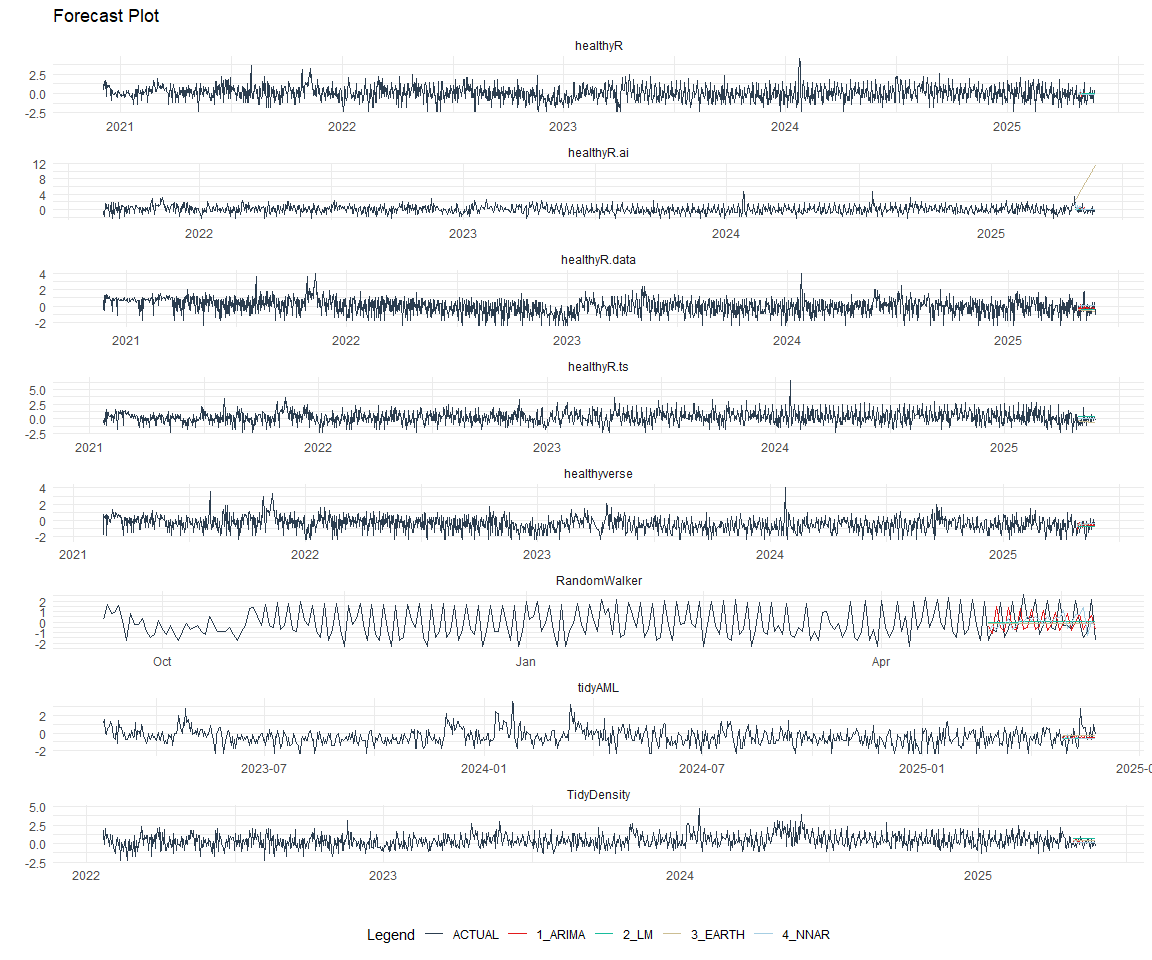 Forecast Plot
healthyR
2.5
0.0
-2.5
2021 2022 2023 2024 2025
healthyR.ai
12
8
4
0
2022 2023 2024 2025
healthyR.data
4
2
0
-2
2021 2022 2023 2024 2025
healthyR.ts
5.0
2.5
0.0
-2.5
2021 2022 2023 2024 2025
healthyverse
4
2
0
-2
2021 2022 2023 2024 2025
RandomWalker
2
1
0
-1
-2
Oct Jan Apr
tidyAML
2
0
-2
2023-07 2024-01 2024-07 2025-01 2025-0
TidyDensity
5.0
2.5
0.0
-2.5
2022 2023 2024 2025
Legend ACTUAL 1_ARIMA 2_LM 3_EARTH 4_NNAR